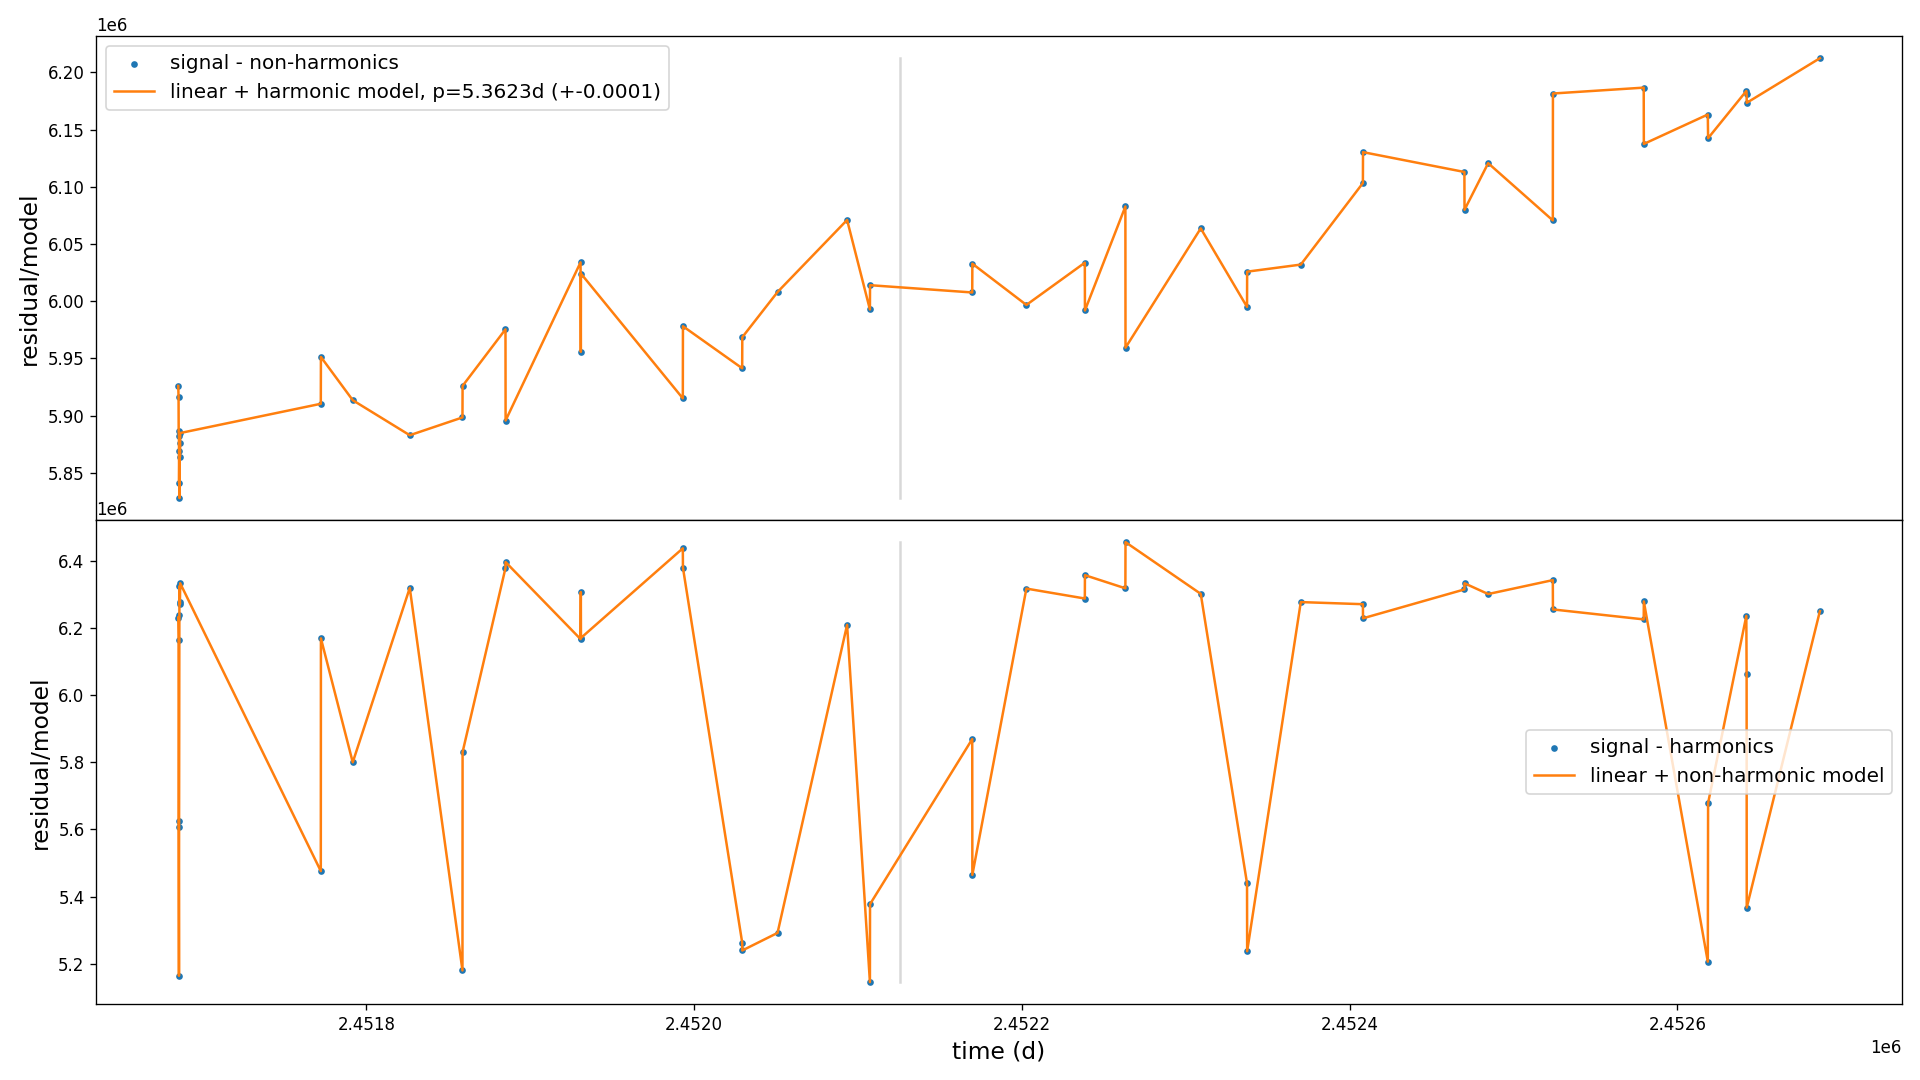 1e6
signal - non-harmonics
linear + harmonic model, p=5.3623d (+-0.0001)
6.20
6.15
6.10
6.05
6.00
5.95
5.90
5.85
residual/model
1e6
6.4
6.2
6.0
5.8
5.6
5.4
5.2
residual/model
signal - harmonics
linear + non-harmonic model
2.4518
2.4520
2.4522
2.4524
2.4526
time (d)
1e6